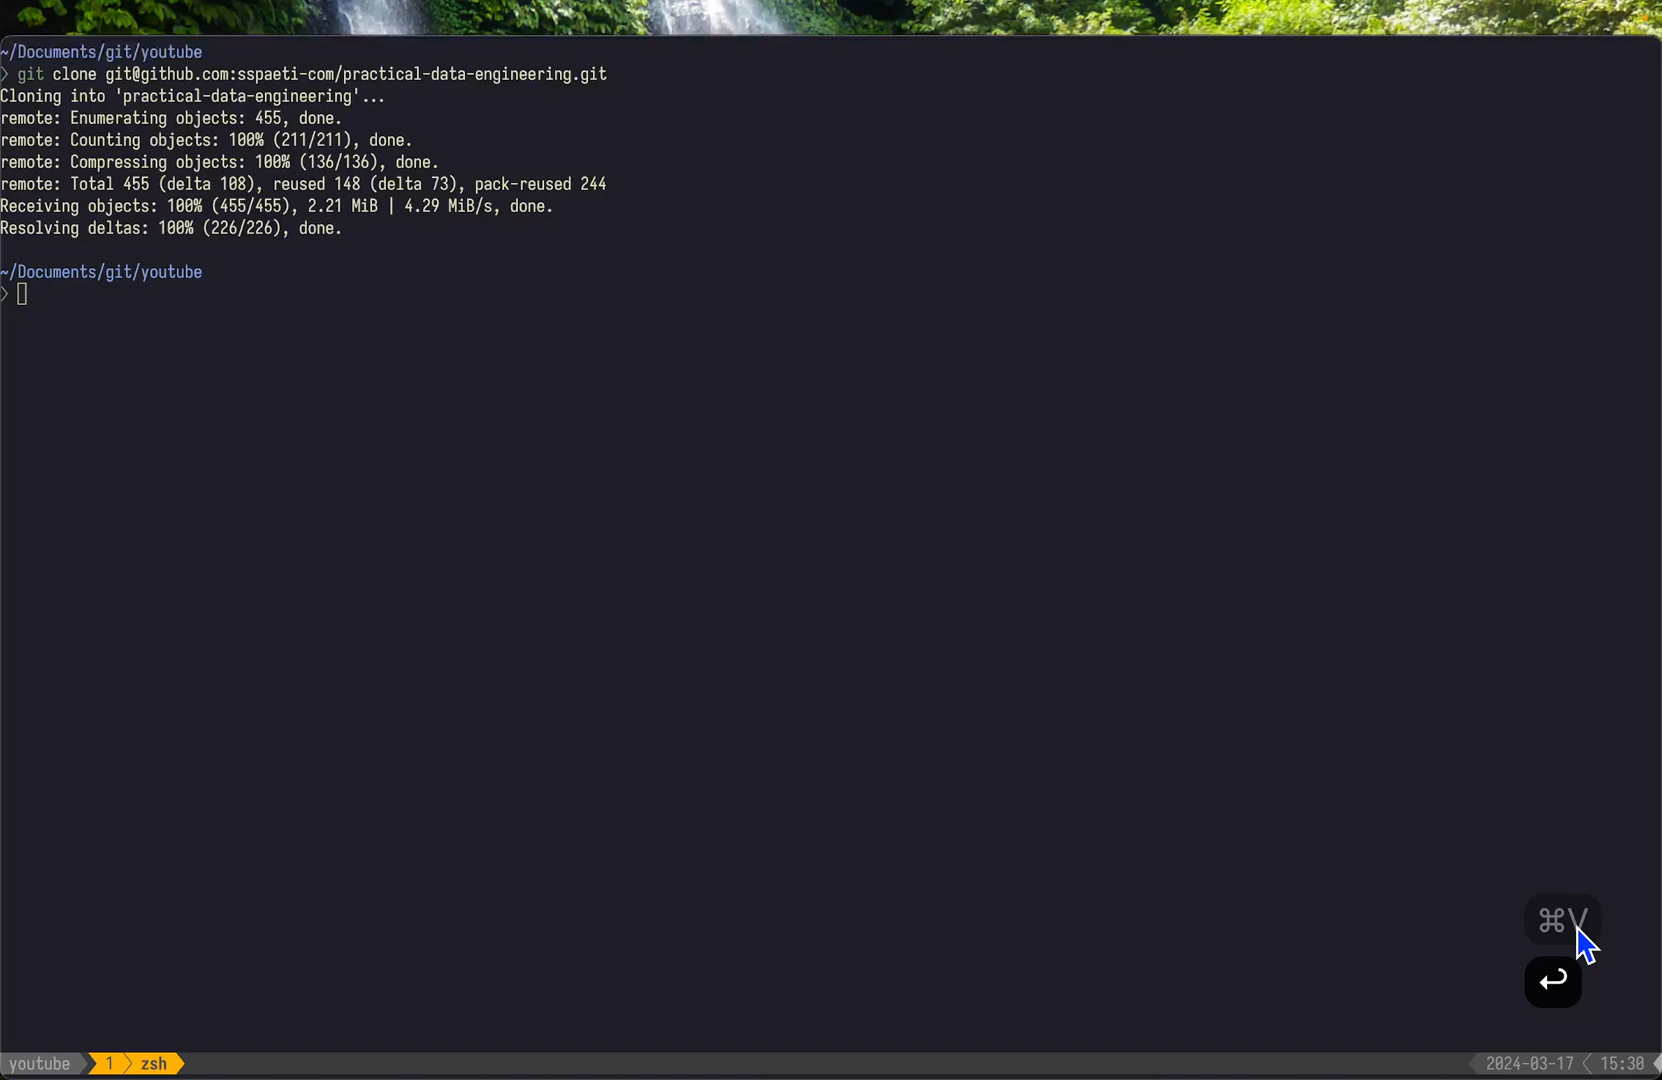 ~/Documents/git/youtube
❯ git clone git@github.com:sspaeti-com/practical-data-engineering.git
Cloning into 'practical-data-engineering'...
remote: Enumerating objects: 455, done.
remote: Counting objects: 100% (211/211), done.
remote: Compressing objects: 100% (136/136), done.
remote: Total 455 (delta 108), reused 148 (delta 73), pack-reused 244
Receiving objects: 100% (455/455), 2.21 MiB | 4.29 MiB/s, done.
Resolving deltas: 100% (226/226), done.
~/Documents/git/youtube
❯
⌘V
↩
youtube 1 zsh 2024-03-17 15:30